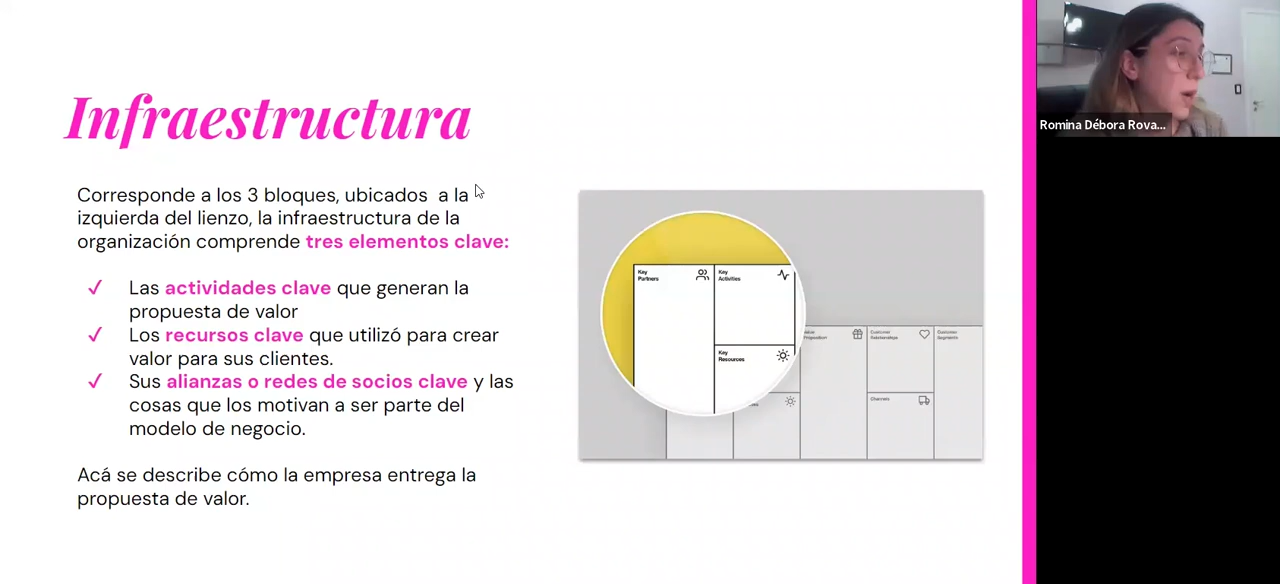 Infraestructura
Corresponde a los 3 bloques, ubicados a la
izquierda del lienzo, la infraestructura de la
organización comprende tres elementos clave:
✓ Las actividades clave que generan la
propuesta de valor
✓ Los recursos clave que utilizó para crear
valor para sus clientes.
✓ Sus alianzas o redes de socios clave y las
cosas que los motivan a ser parte del
modelo de negocio.
Acá se describe cómo la empresa entrega la
propuesta de valor.
Key
Partners
Key
Activities
Key
Resources
Customer
Relationships
Customer
Segments
Channels
Romina Débora Rova...